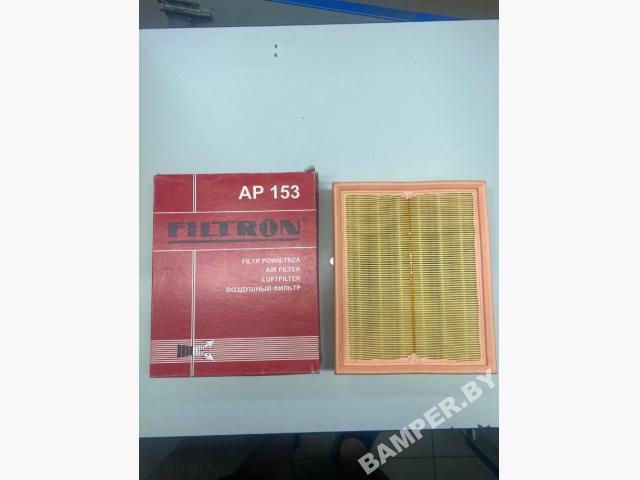 AP 153
FILTRON
FILTR POWIETRZA
AIR FILTER
LUFTFILTER
ВОЗДУШНЫЙ ФИЛЬТР
BAMPER.BY